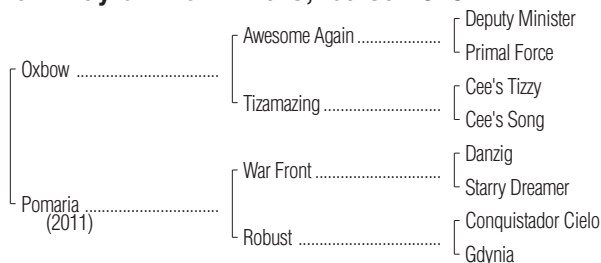 Deputy Minister
Awesome Again ........................
Primal Force
Oxbow ........................................
Cee's Tizzy
Tizamazing .............................
Cee's Song
Danzig
War Front .................................
Starry Dreamer
Pomaria .....................................
(2011)
Conquistador Cielo
Robust .....................................
Gdynia